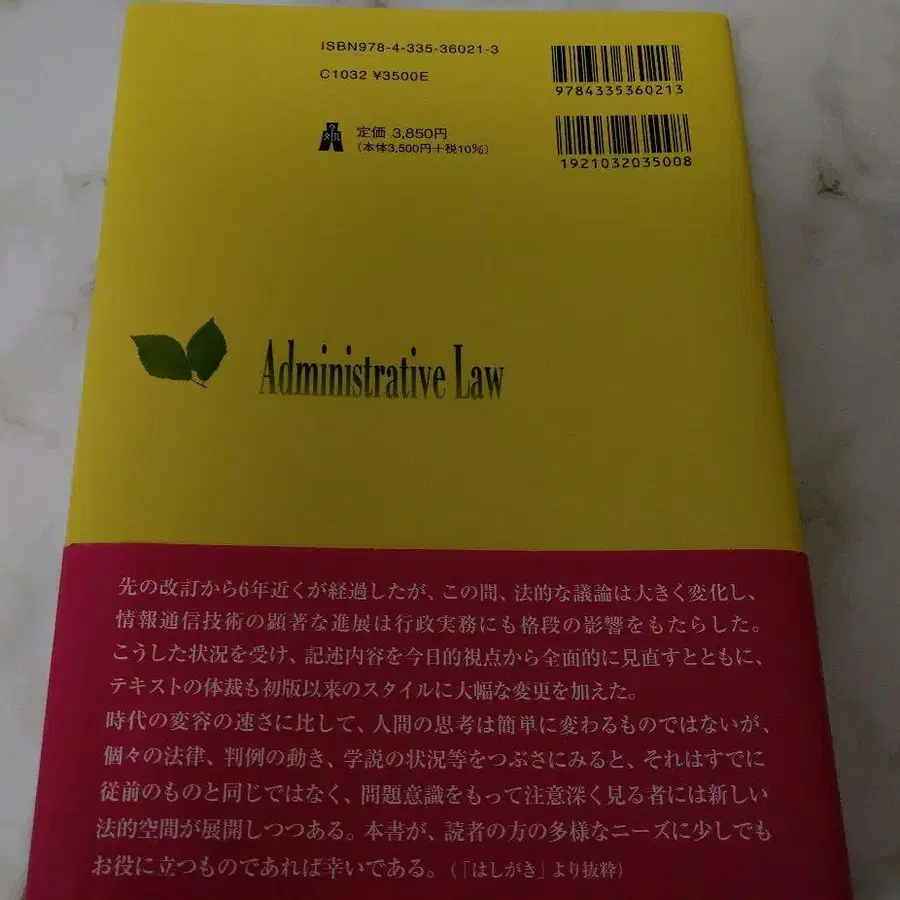 ISBN978-4-335-36021-3
C1032 ¥3500E
9784335360213
定価 3,850円
(本体3,500円+税10%)
1921032035008
Administrative Law
先の改訂から6年近くが経過したが、この間、法的な議論は大きく変化し、
情報通信技術の顕著な進展は行政実務にも格段の影響をもたらした。
こうした状況を受け、記述内容を今日的視点から全面的に見直すとともに、
テキストの体裁も初版以来のスタイルに大幅な変更を加えた。
時代の変容の速さに比して、人間の思考は簡単に変わるものではないが、
個々の法律、判例の動き、学説の状況等をつぶさにみると、それはすでに
従前のものと同じではなく、問題意識をもって注意深く見る者には新しい
法的空間が展開しつつある。本書が、読者の方の多様なニーズに少しでも
お役に立つものであれば幸いである。(「はしがき」より抜粋)